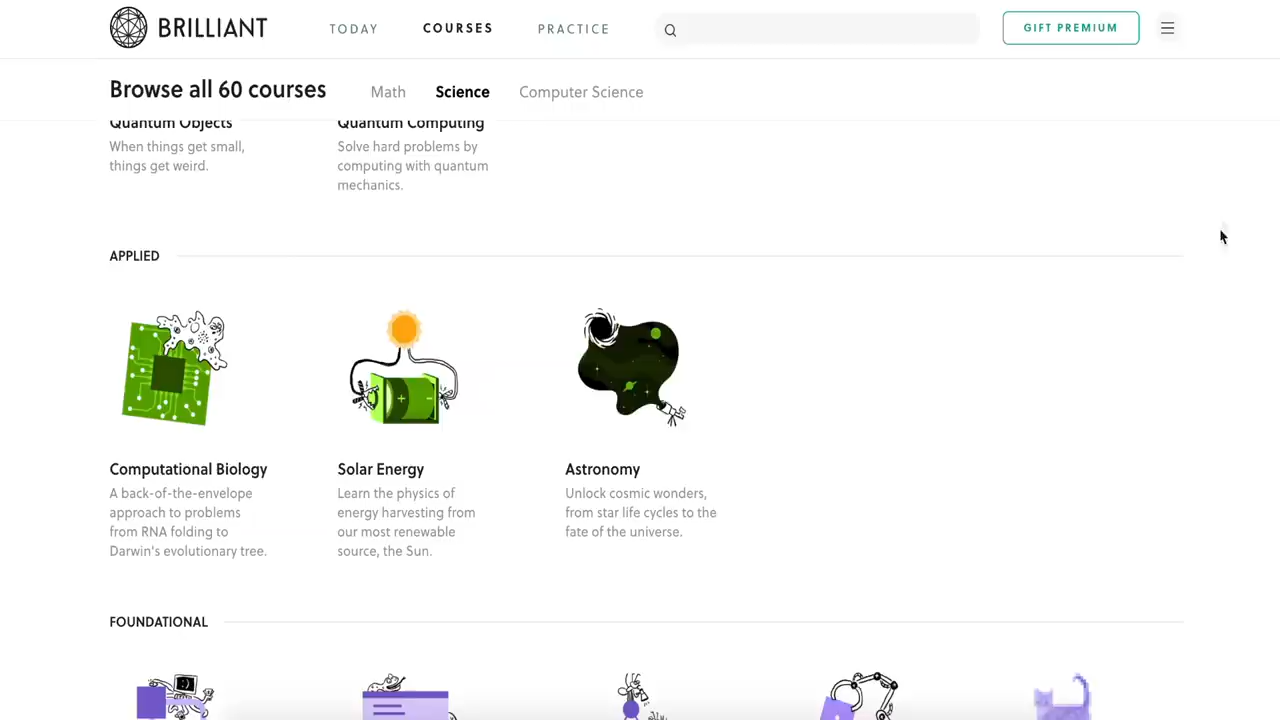 BRILLIANT
TODAY
COURSES
PRACTICE
GIFT PREMIUM
Browse all 60 courses
Math
Science
Computer Science
Quantum Objects
When things get small,
things get weird.
Quantum Computing
Solve hard problems by
computing with quantum
mechanics.
APPLIED
Computational Biology
A back-of-the-envelope
approach to problems
from RNA folding to
Darwin's evolutionary tree.
Solar Energy
Learn the physics of
energy harvesting from
our most renewable
source, the Sun.
Astronomy
Unlock cosmic wonders,
from star life cycles to the
fate of the universe.
FOUNDATIONAL